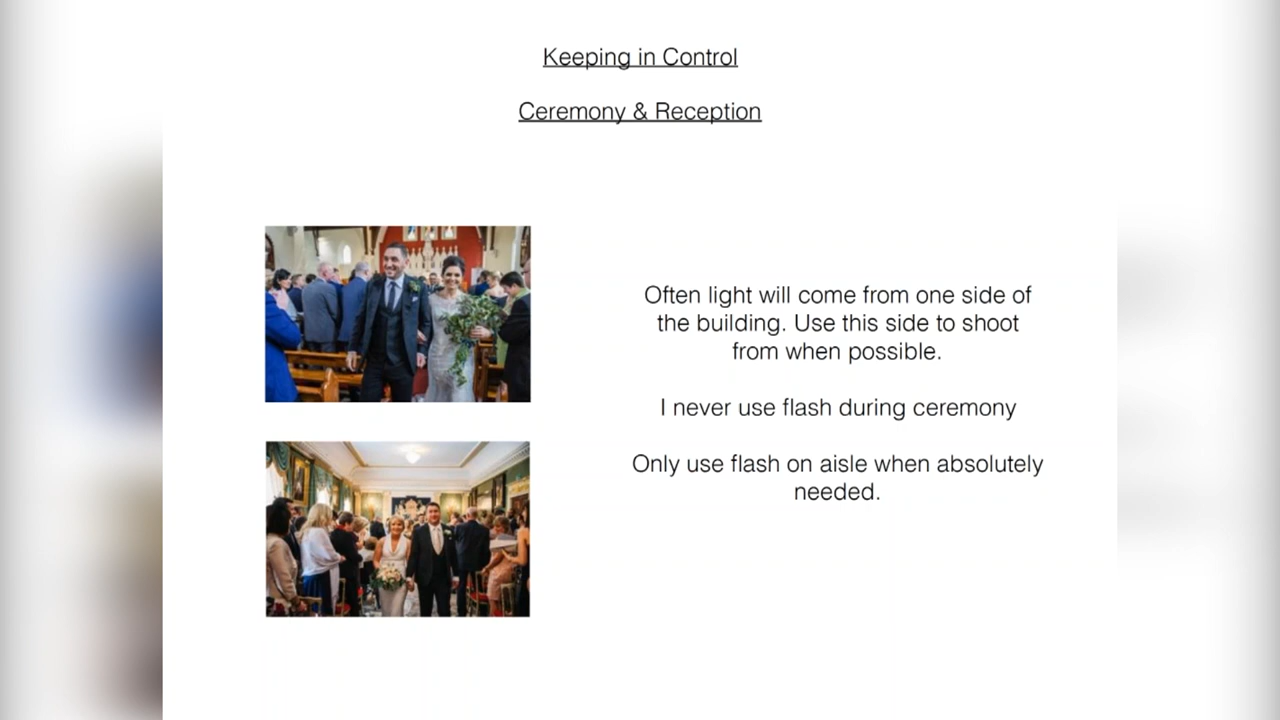 Keeping in Control
Ceremony & Reception
Often light will come from one side of
the building. Use this side to shoot
from when possible.
I never use flash during ceremony
Only use flash on aisle when absolutely
needed.